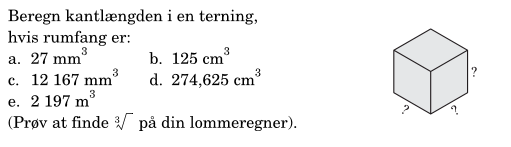 Beregn kantlængden i en terning,
hvis rumfang er:
a. 27 mm³ b. 125 cm³
c. 12 167 mm³ d. 274,625 cm³
e. 2 197 m³
(Prøv at finde ∛ på din lommeregner).
?
? ?